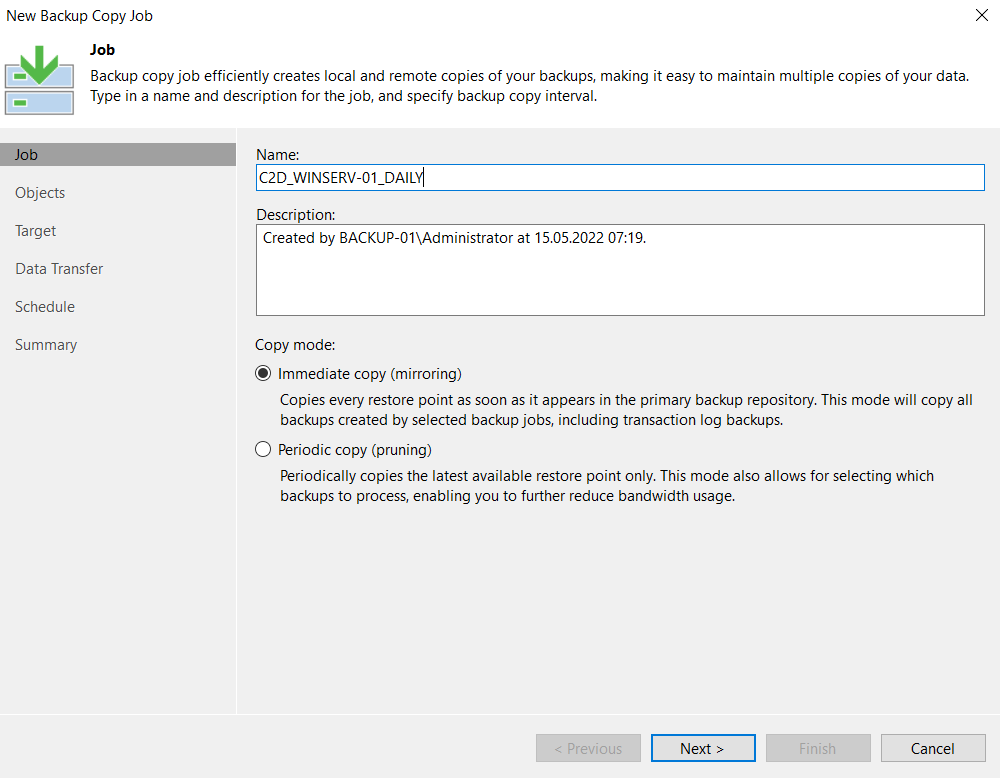 New Backup Copy Job
Job
Backup copy job efficiently creates local and remote copies of your backups, making it easy to maintain multiple copies of your data.
Type in a name and description for the job, and specify backup copy interval.
Job
Objects
Target
Data Transfer
Schedule
Summary
Name:
C2D_WINSERV-01_DAILY
Description:
Created by BACKUP-01\Administrator at 15.05.2022 07:19.
Copy mode:
Immediate copy (mirroring)
Copies every restore point as soon as it appears in the primary backup repository. This mode will copy all
backups created by selected backup jobs, including transaction log backups.
Periodic copy (pruning)
Periodically copies the latest available restore point only. This mode also allows for selecting which
backups to process, enabling you to further reduce bandwidth usage.
< Previous
Next >
Finish
Cancel